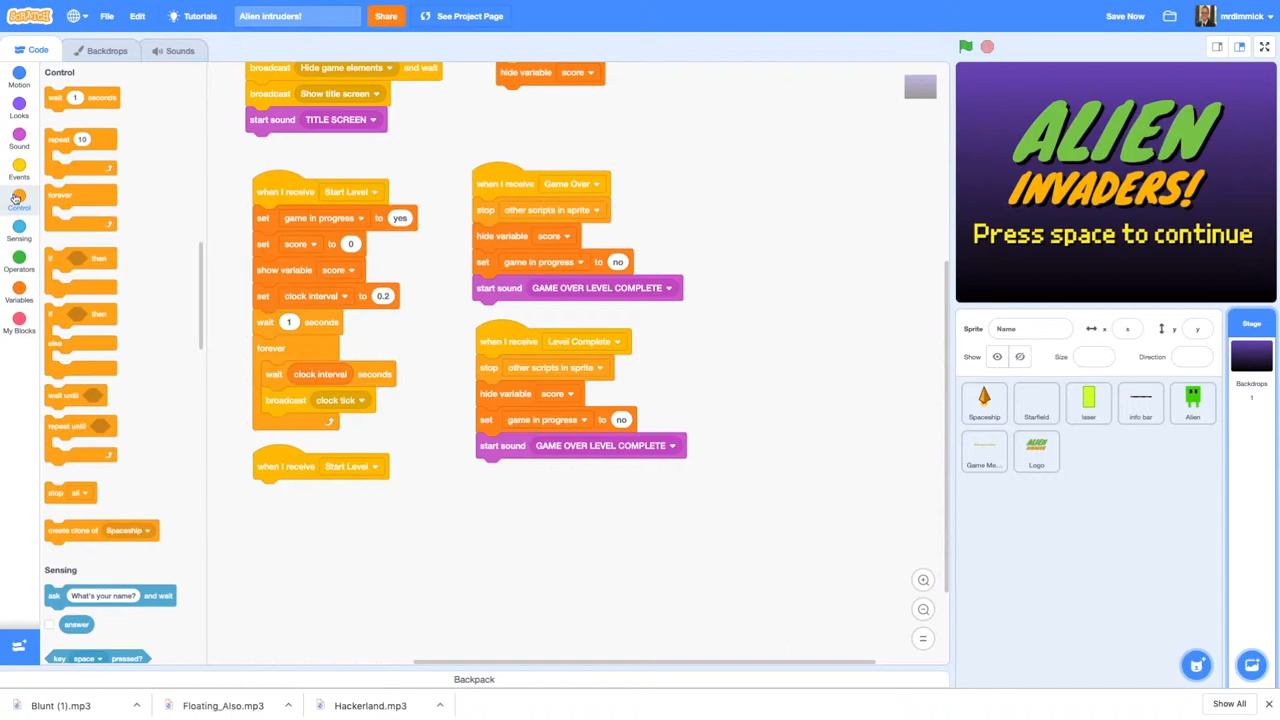 SCRATCH File Edit Tutorials Alien intruders! Share See Project Page Save Now mrdimmick
Code Backdrops Sounds
Motion
Looks
Sound
Events
Control
Sensing
Operators
Variables
My Blocks
Control
wait 1 seconds
repeat 10
forever
if then
if then
else
wait until
repeat until
stop all
create clone of Spaceship
Sensing
ask What's your name? and wait
answer
key space pressed?
broadcast Hide game elements and wait
broadcast Show title screen
start sound TITLE SCREEN
hide variable score
when I receive Start Level
set game in progress to yes
set score to 0
show variable score
set clock interval to 0.2
wait 1 seconds
forever
wait clock interval seconds
broadcast clock tick
when I receive Start Level
when I receive Game Over
stop other scripts in sprite
hide variable score
set game in progress to no
start sound GAME OVER LEVEL COMPLETE
when I receive Level Complete
stop other scripts in sprite
hide variable score
set game in progress to no
start sound GAME OVER LEVEL COMPLETE
ALIEN
INVADERS!
Press space to continue
Sprite Name x x y y
Show Size Direction
Spaceship Starfield laser info bar Alien
Game Me... Logo
Stage
Backdrops
1
Backpack
Blunt (1).mp3 Floating_Also.mp3 Hackerland.mp3 Show All